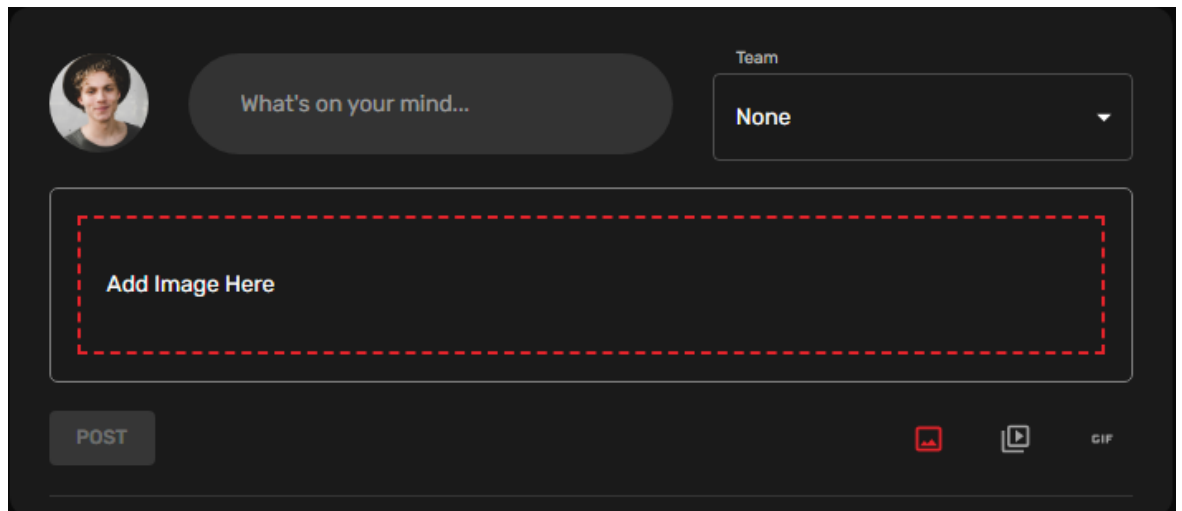 Team
What's on your mind...
None
Add Image Here
POST
GIF